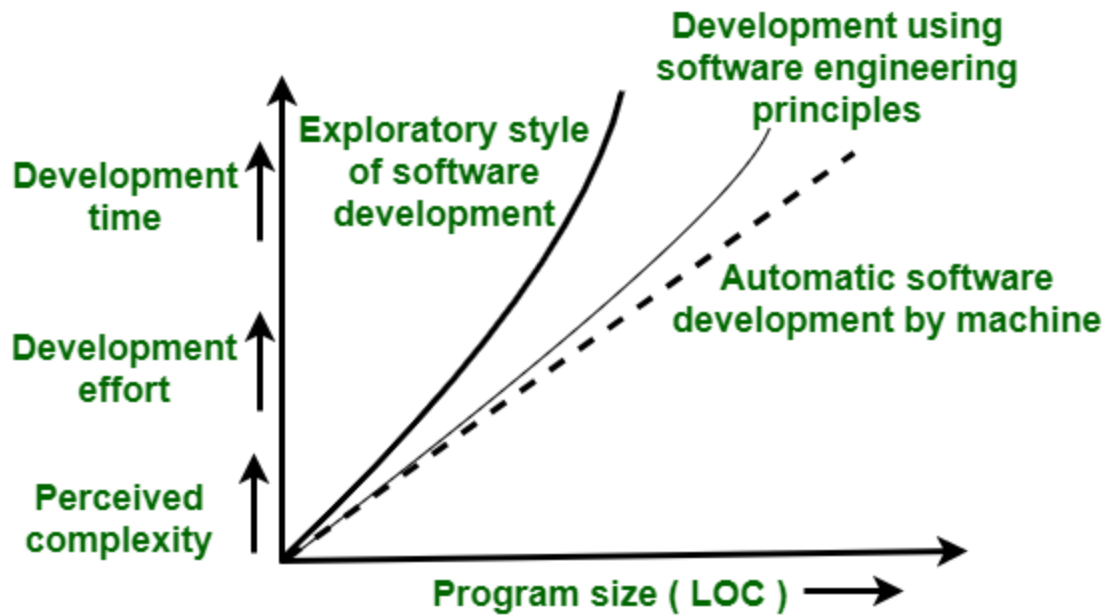 Development using
software engineering
principles
Exploratory style
of software
development
Development
time
Automatic software
development by machine
Development
effort
Perceived
complexity
Program size ( LOC )